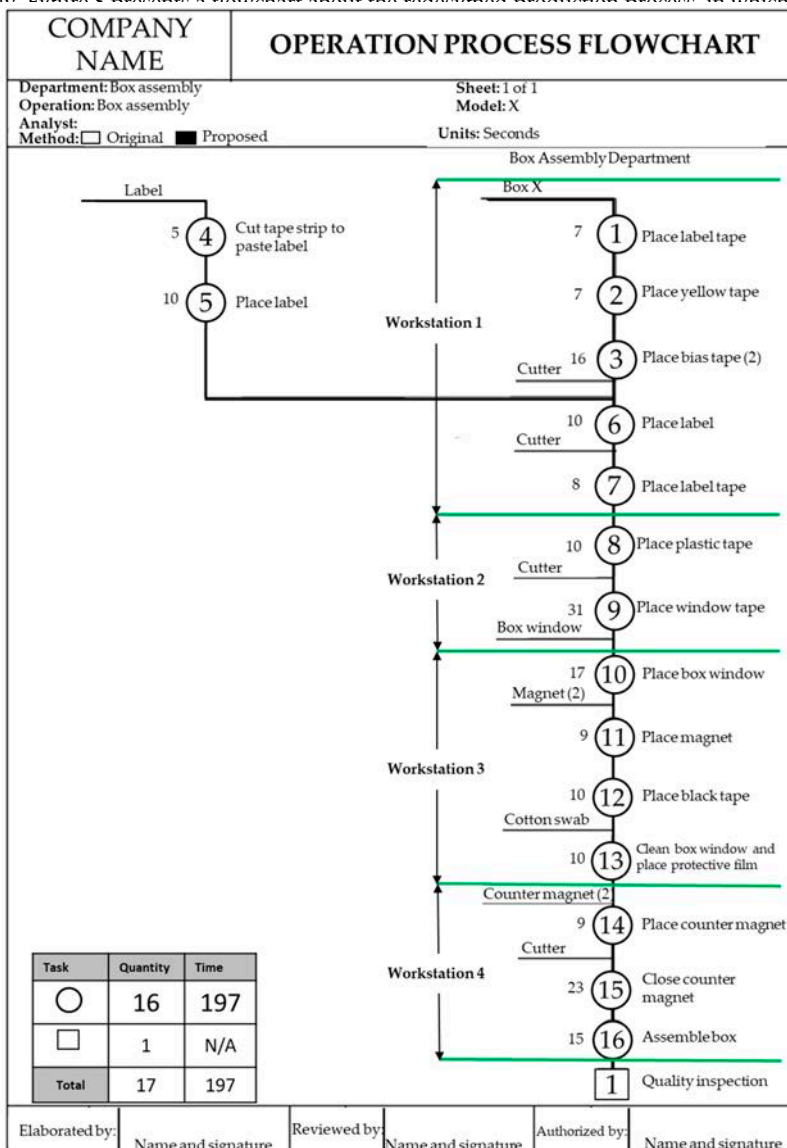 COMPANY
NAME
OPERATION PROCESS FLOWCHART
Department: Box assembly
Operation: Box assembly
Analyst:
Method: Original Proposed
Sheet: 1 of 1
Model: X
Units: Seconds
Box Assembly Department
Label
Box X
5 4 Cut tape strip to
paste label
10 5 Place label
Workstation 1
7 1 Place label tape
7 2 Place yellow tape
16 3 Place bias tape (2)
Cutter
10 6 Place label
Cutter
8 7 Place label tape
Workstation 2
10 8 Place plastic tape
Cutter
31 9 Place window tape
Box window
Workstation 3
17 10 Place box window
Magnet (2)
9 11 Place magnet
10 12 Place black tape
Cotton swab
10 13 Clean box window and
place protective film
Workstation 4
Counter magnet (2)
9 14 Place counter magnet
Cutter
23 15 Close counter
magnet
15 16 Assemble box
1 Quality inspection
Task Quantity Time
16 197
1 N/A
Total 17 197
Elaborated by: Name and signature Reviewed by: Name and signature Authorized by: Name and signature